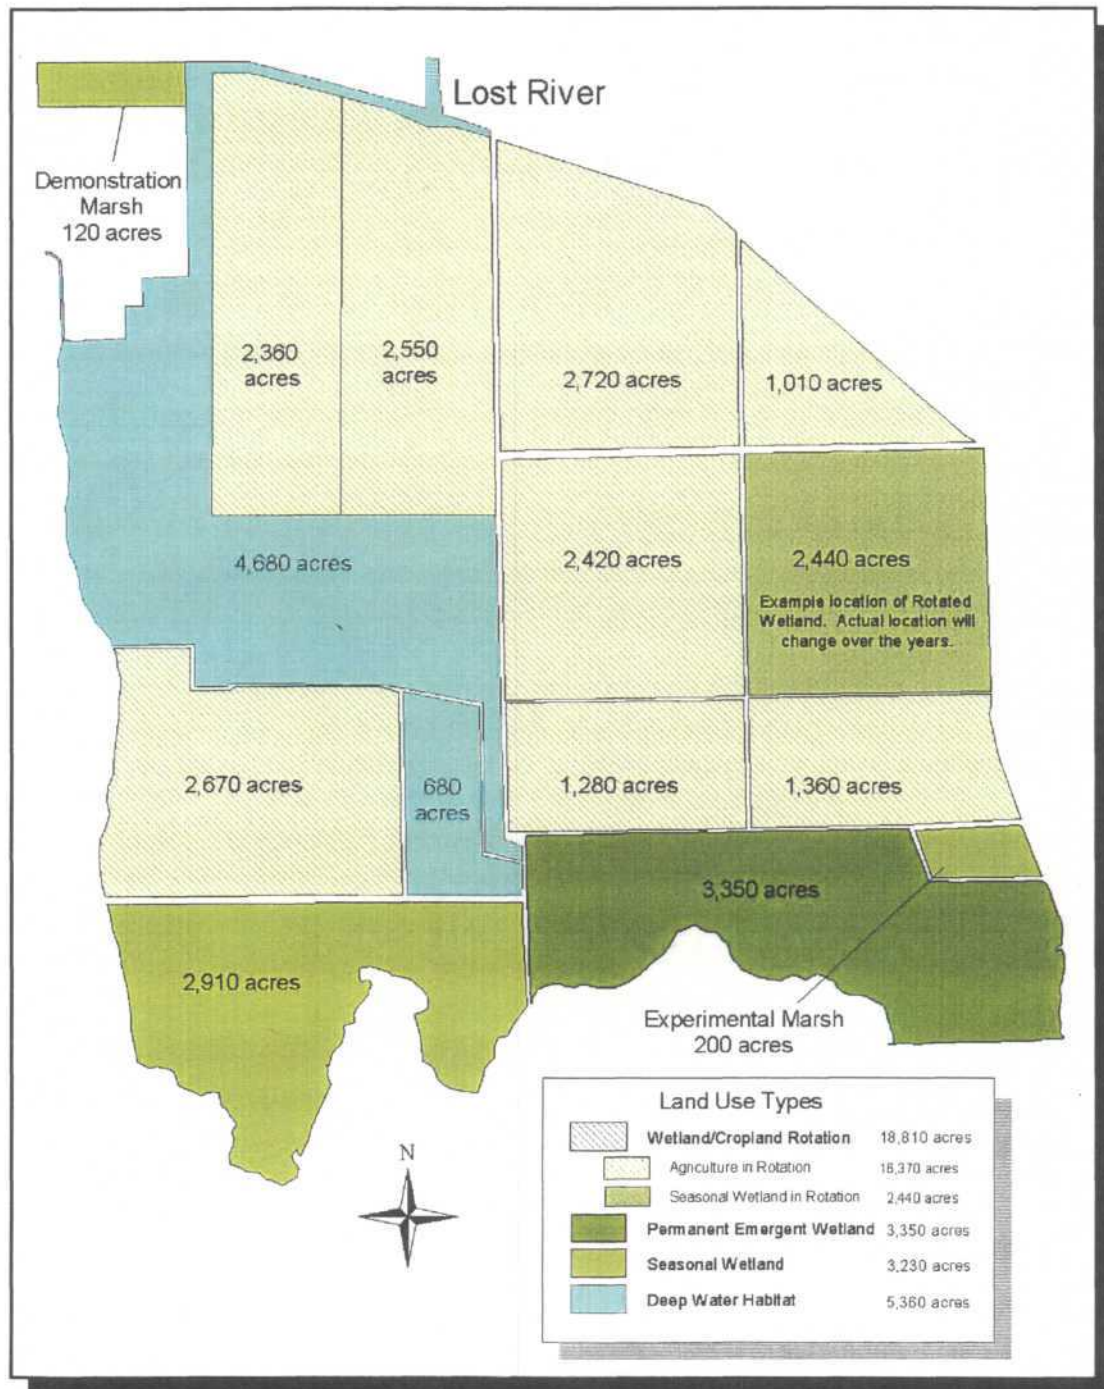 Lost River
Demonstration
Marsh
120 acres
2,360
acres
2,550
acres
2,720 acres
1,010 acres
4,680 acres
2,420 acres
2,440 acres
Example location of Rotated
Wetland. Actual location will
change over the years.
2,670 acres
680
acres
1,280 acres
1,360 acres
3,350 acres
2,910 acres
Experimental Marsh
200 acres
N
Land Use Types
Wetland/Cropland Rotation 18,810 acres
Agriculture in Rotation 16,370 acres
Seasonal Wetland in Rotation 2,440 acres
Permanent Emergent Wetland 3,350 acres
Seasonal Wetland 3,230 acres
Deep Water Habitat 5,360 acres